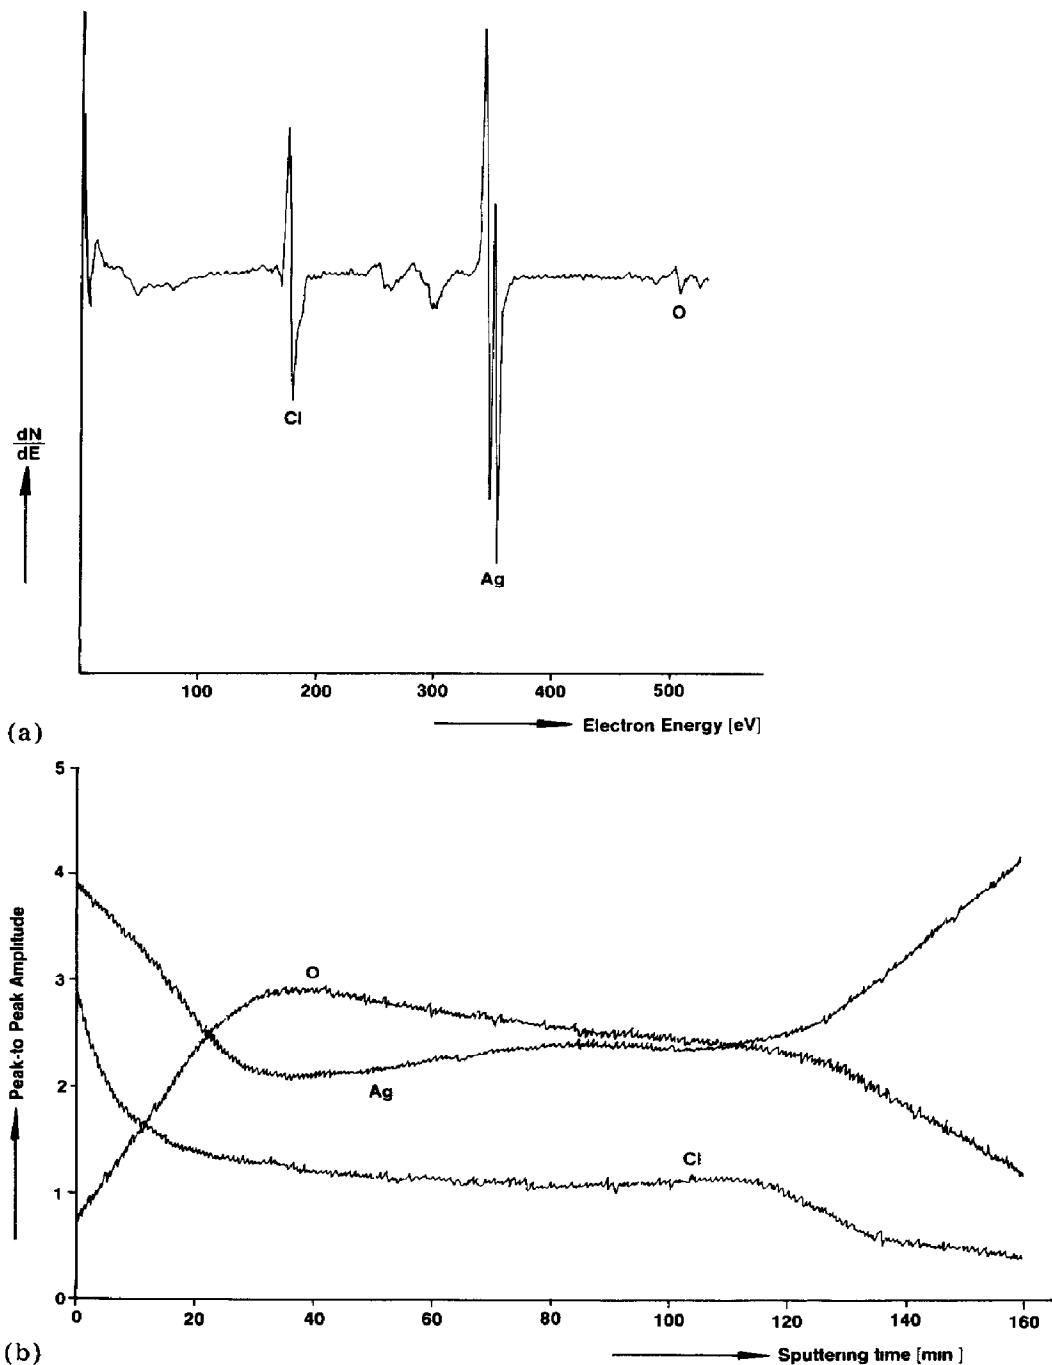 Cl
O
dN
dE
Ag
100 200 300 400 500
Electron Energy [eV]
(a)
5
4
3
2
1
0
Peak-to Peak Amplitude
O
Ag
Cl
0 20 40 60 80 100 120 140 160
Sputtering time [min ]
(b)